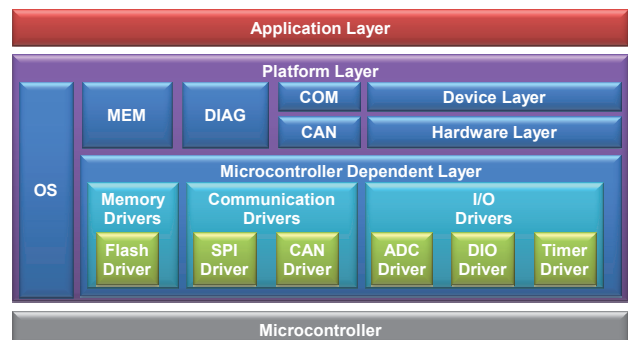 Application Layer
Platform Layer
OS
MEM
DIAG
COM
Device Layer
CAN
Hardware Layer
Microcontroller Dependent Layer
Memory
Drivers
Communication
Drivers
I/O
Drivers
Flash
Driver
SPI
Driver
CAN
Driver
ADC
Driver
DIO
Driver
Timer
Driver
Microcontroller